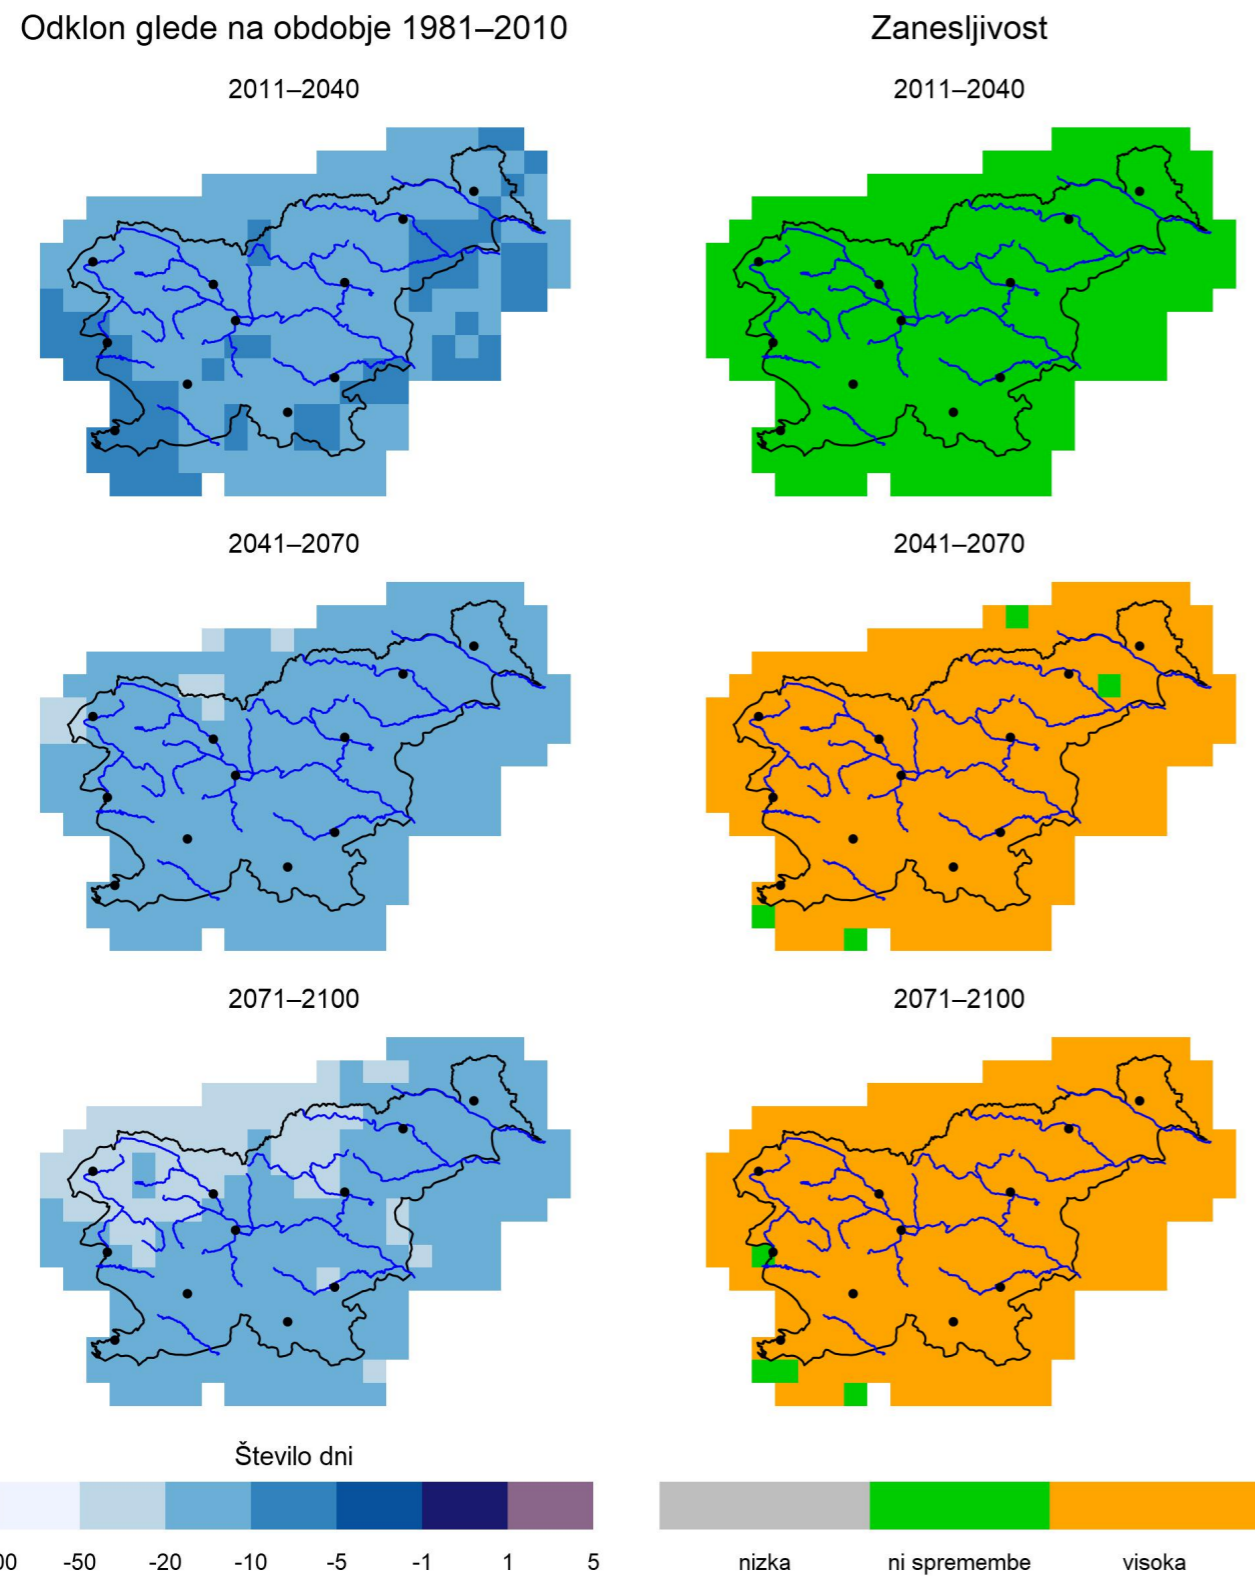 Odklon glede na obdobje 1981–2010 Zanesljivost
2011–2040 2011–2040
2041–2070 2041–2070
2071–2100 2071–2100
Število dni
00 -50 -20 -10 -5 -1 1 5 nizka ni spremembe visoka